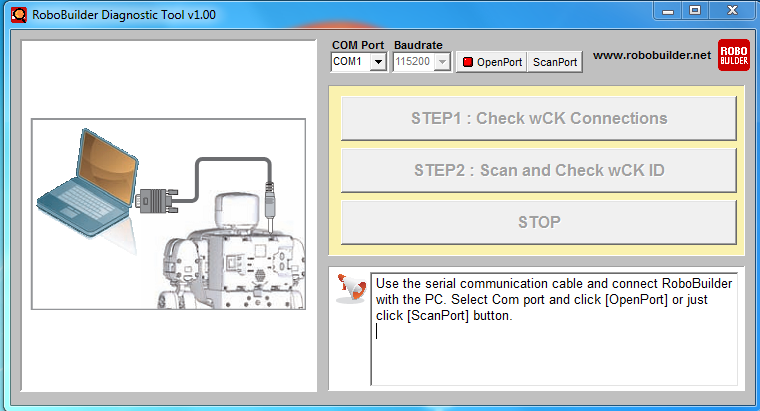 RoboBuilder Diagnostic Tool v1.00
COM Port Baudrate
COM1 115200 OpenPort ScanPort
www.robobuilder.net
ROBO
BUILDER
STEP1 : Check wCK Connections
STEP2 : Scan and Check wCK ID
STOP
Use the serial communication cable and connect RoboBuilder
with the PC. Select Com port and click [OpenPort] or just
click [ScanPort] button.